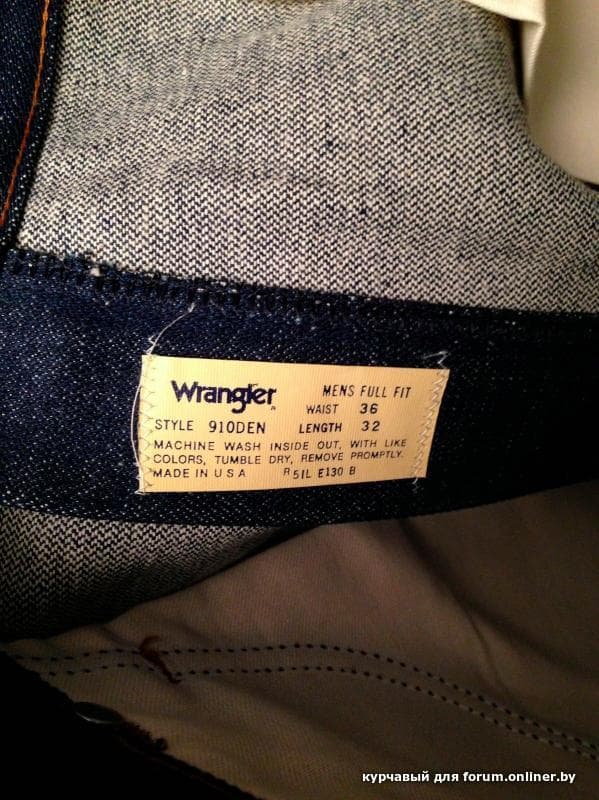 Wrangler MENS FULL FIT
WAIST 36
STYLE 910DEN LENGTH 32
MACHINE WASH INSIDE OUT, WITH LIKE
COLORS, TUMBLE DRY, REMOVE PROMPTLY.
MADE IN U S A R 51L E130 B
курчавый для forum.onliner.by